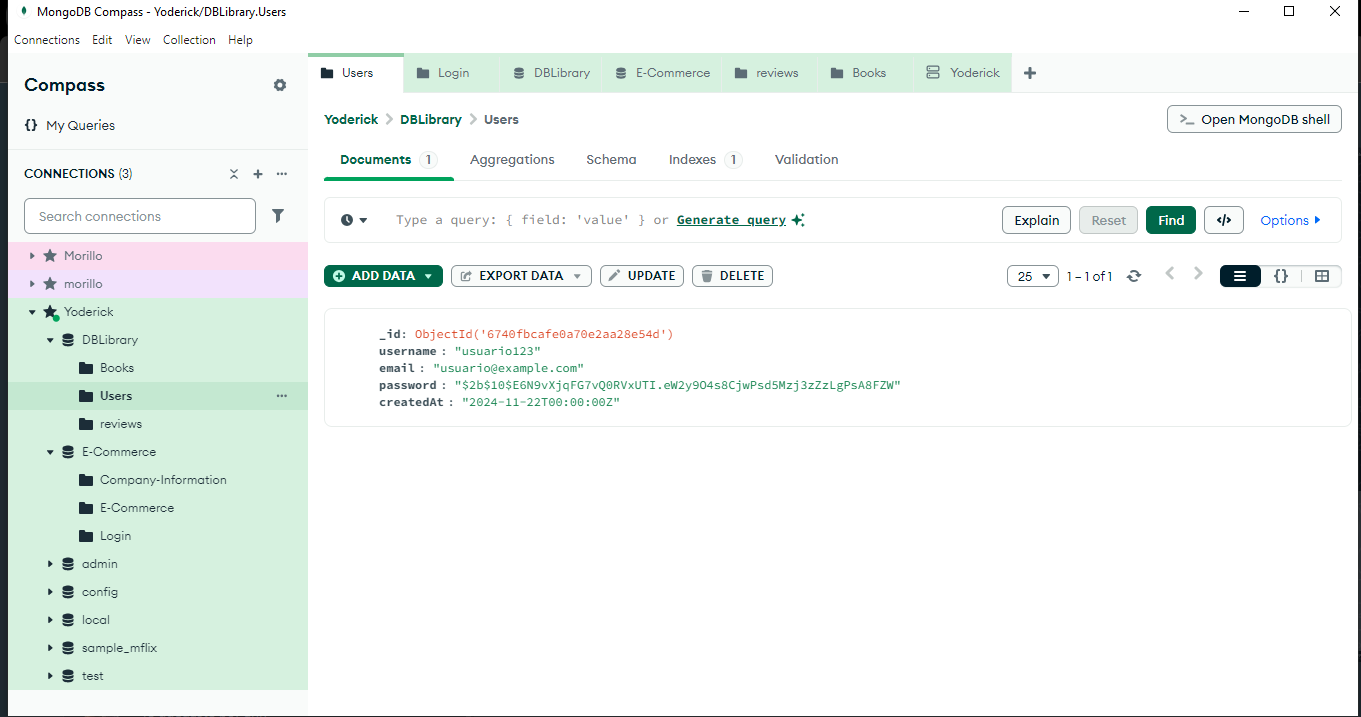 MongoDB Compass - Yoderick/DBLibrary.Users
Connections Edit View Collection Help
Compass
{} My Queries
CONNECTIONS (3)
Search connections
Morillo
morillo
Yoderick
DBLibrary
Books
Users
reviews
E-Commerce
Company-Information
E-Commerce
Login
admin
config
local
sample_mflix
test
Users Login DBLibrary E-Commerce reviews Books Yoderick +
Yoderick > DBLibrary > Users
>_ Open MongoDB shell
Documents 1 Aggregations Schema Indexes 1 Validation
Type a query: { field: 'value' } or Generate query
Explain Reset Find </> Options
ADD DATA EXPORT DATA UPDATE DELETE
25 1 – 1 of 1 {}
_id: ObjectId('6740fbcafe0a70e2aa28e54d')
username : "usuario123"
email : "usuario@example.com"
password : "$2b$10$E6N9vXjqFG7vQ0RVxUTI.eW2y9O4s8CjwPsd5Mzj3zZzLgPsA8FZW"
createdAt : "2024-11-22T00:00:00Z"